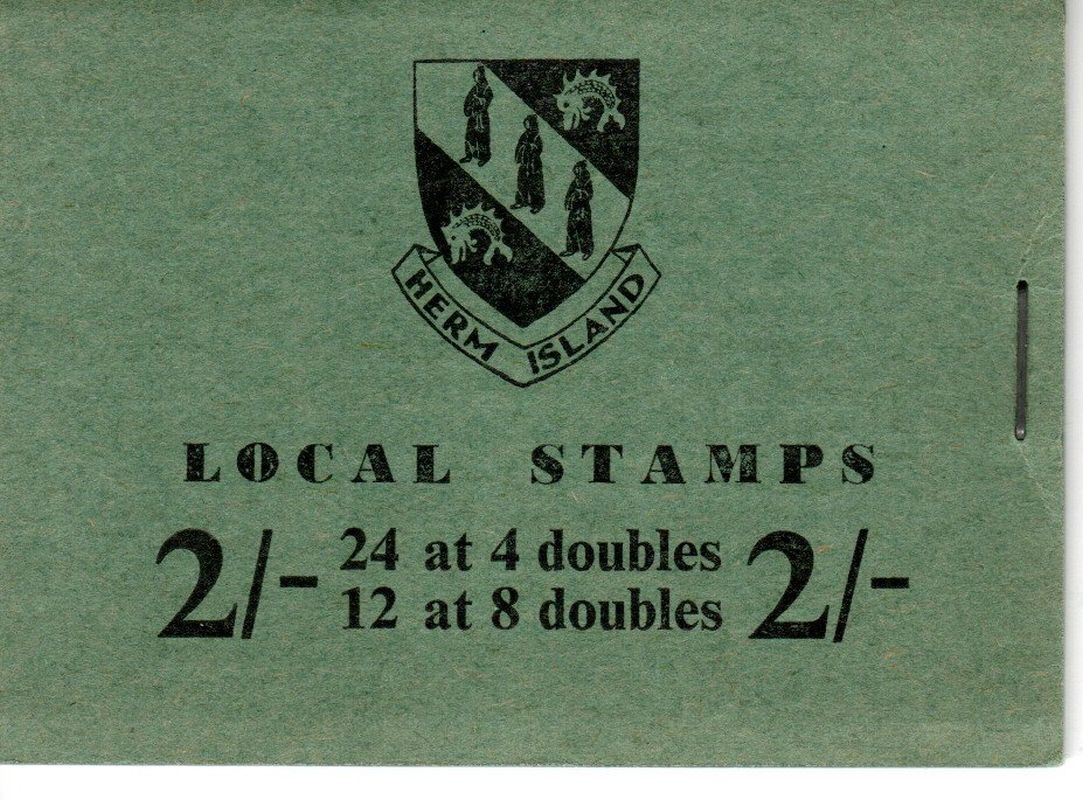 HERM ISLAND
LOCAL STAMPS
2/- 24 at 4 doubles 2/-
12 at 8 doubles